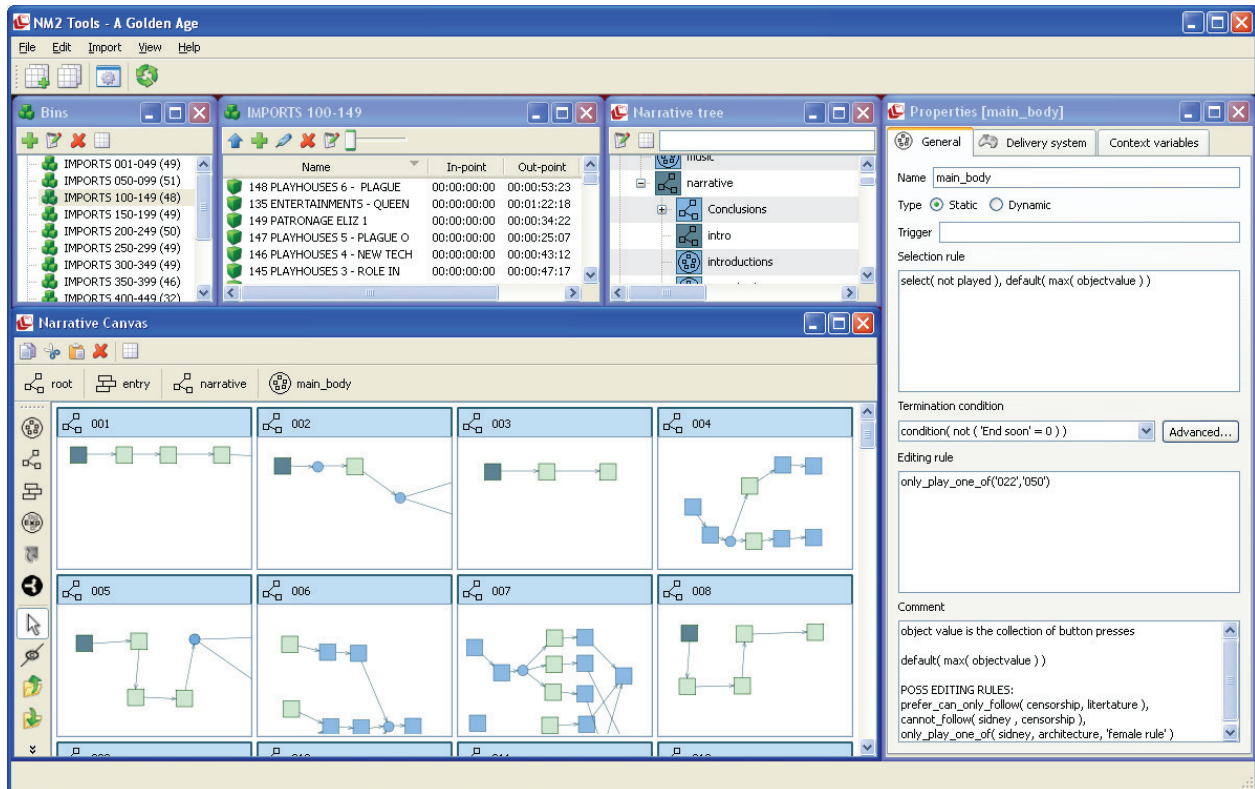 NM2 Tools - A Golden Age
File Edit Import View Help
Bins
IMPORTS 001-049 (49)
IMPORTS 050-099 (51)
IMPORTS 100-149 (48)
IMPORTS 150-199 (49)
IMPORTS 200-249 (50)
IMPORTS 250-299 (49)
IMPORTS 300-349 (49)
IMPORTS 350-399 (46)
IMPORTS 400-449 (32)
IMPORTS 100-149
Name In-point Out-point
148 PLAYHOUSES 6 - PLAGUE 00:00:00:00 00:00:53:23
135 ENTERTAINMENTS - QUEEN 00:00:00:00 00:01:22:18
149 PATRONAGE ELIZ 1 00:00:00:00 00:00:34:22
147 PLAYHOUSES 5 - PLAGUE O 00:00:00:00 00:00:25:07
146 PLAYHOUSES 4 - NEW TECH 00:00:00:00 00:00:43:12
145 PLAYHOUSES 3 - ROLE IN 00:00:00:00 00:00:47:17
Narrative tree
music
narrative
Conclusions
intro
introductions
Properties [main_body]
General Delivery system Context variables
Name main_body
Type Static Dynamic
Trigger
Selection rule
select( not played ), default( max( objectvalue ) )
Termination condition
condition( not ( 'End soon' = 0 ) ) Advanced...
Editing rule
only_play_one_of('022','050')
Comment
object value is the collection of button presses
default( max( objectvalue ) )
POSS EDITING RULES:
prefer_can_only_follow( censorship, litertature ),
cannot_follow( sidney , censorship ),
only_play_one_of( sidney, architecture, 'female rule' )
Narrative Canvas
root entry narrative main_body
Exp
001 002 003 004
005 006 007 008